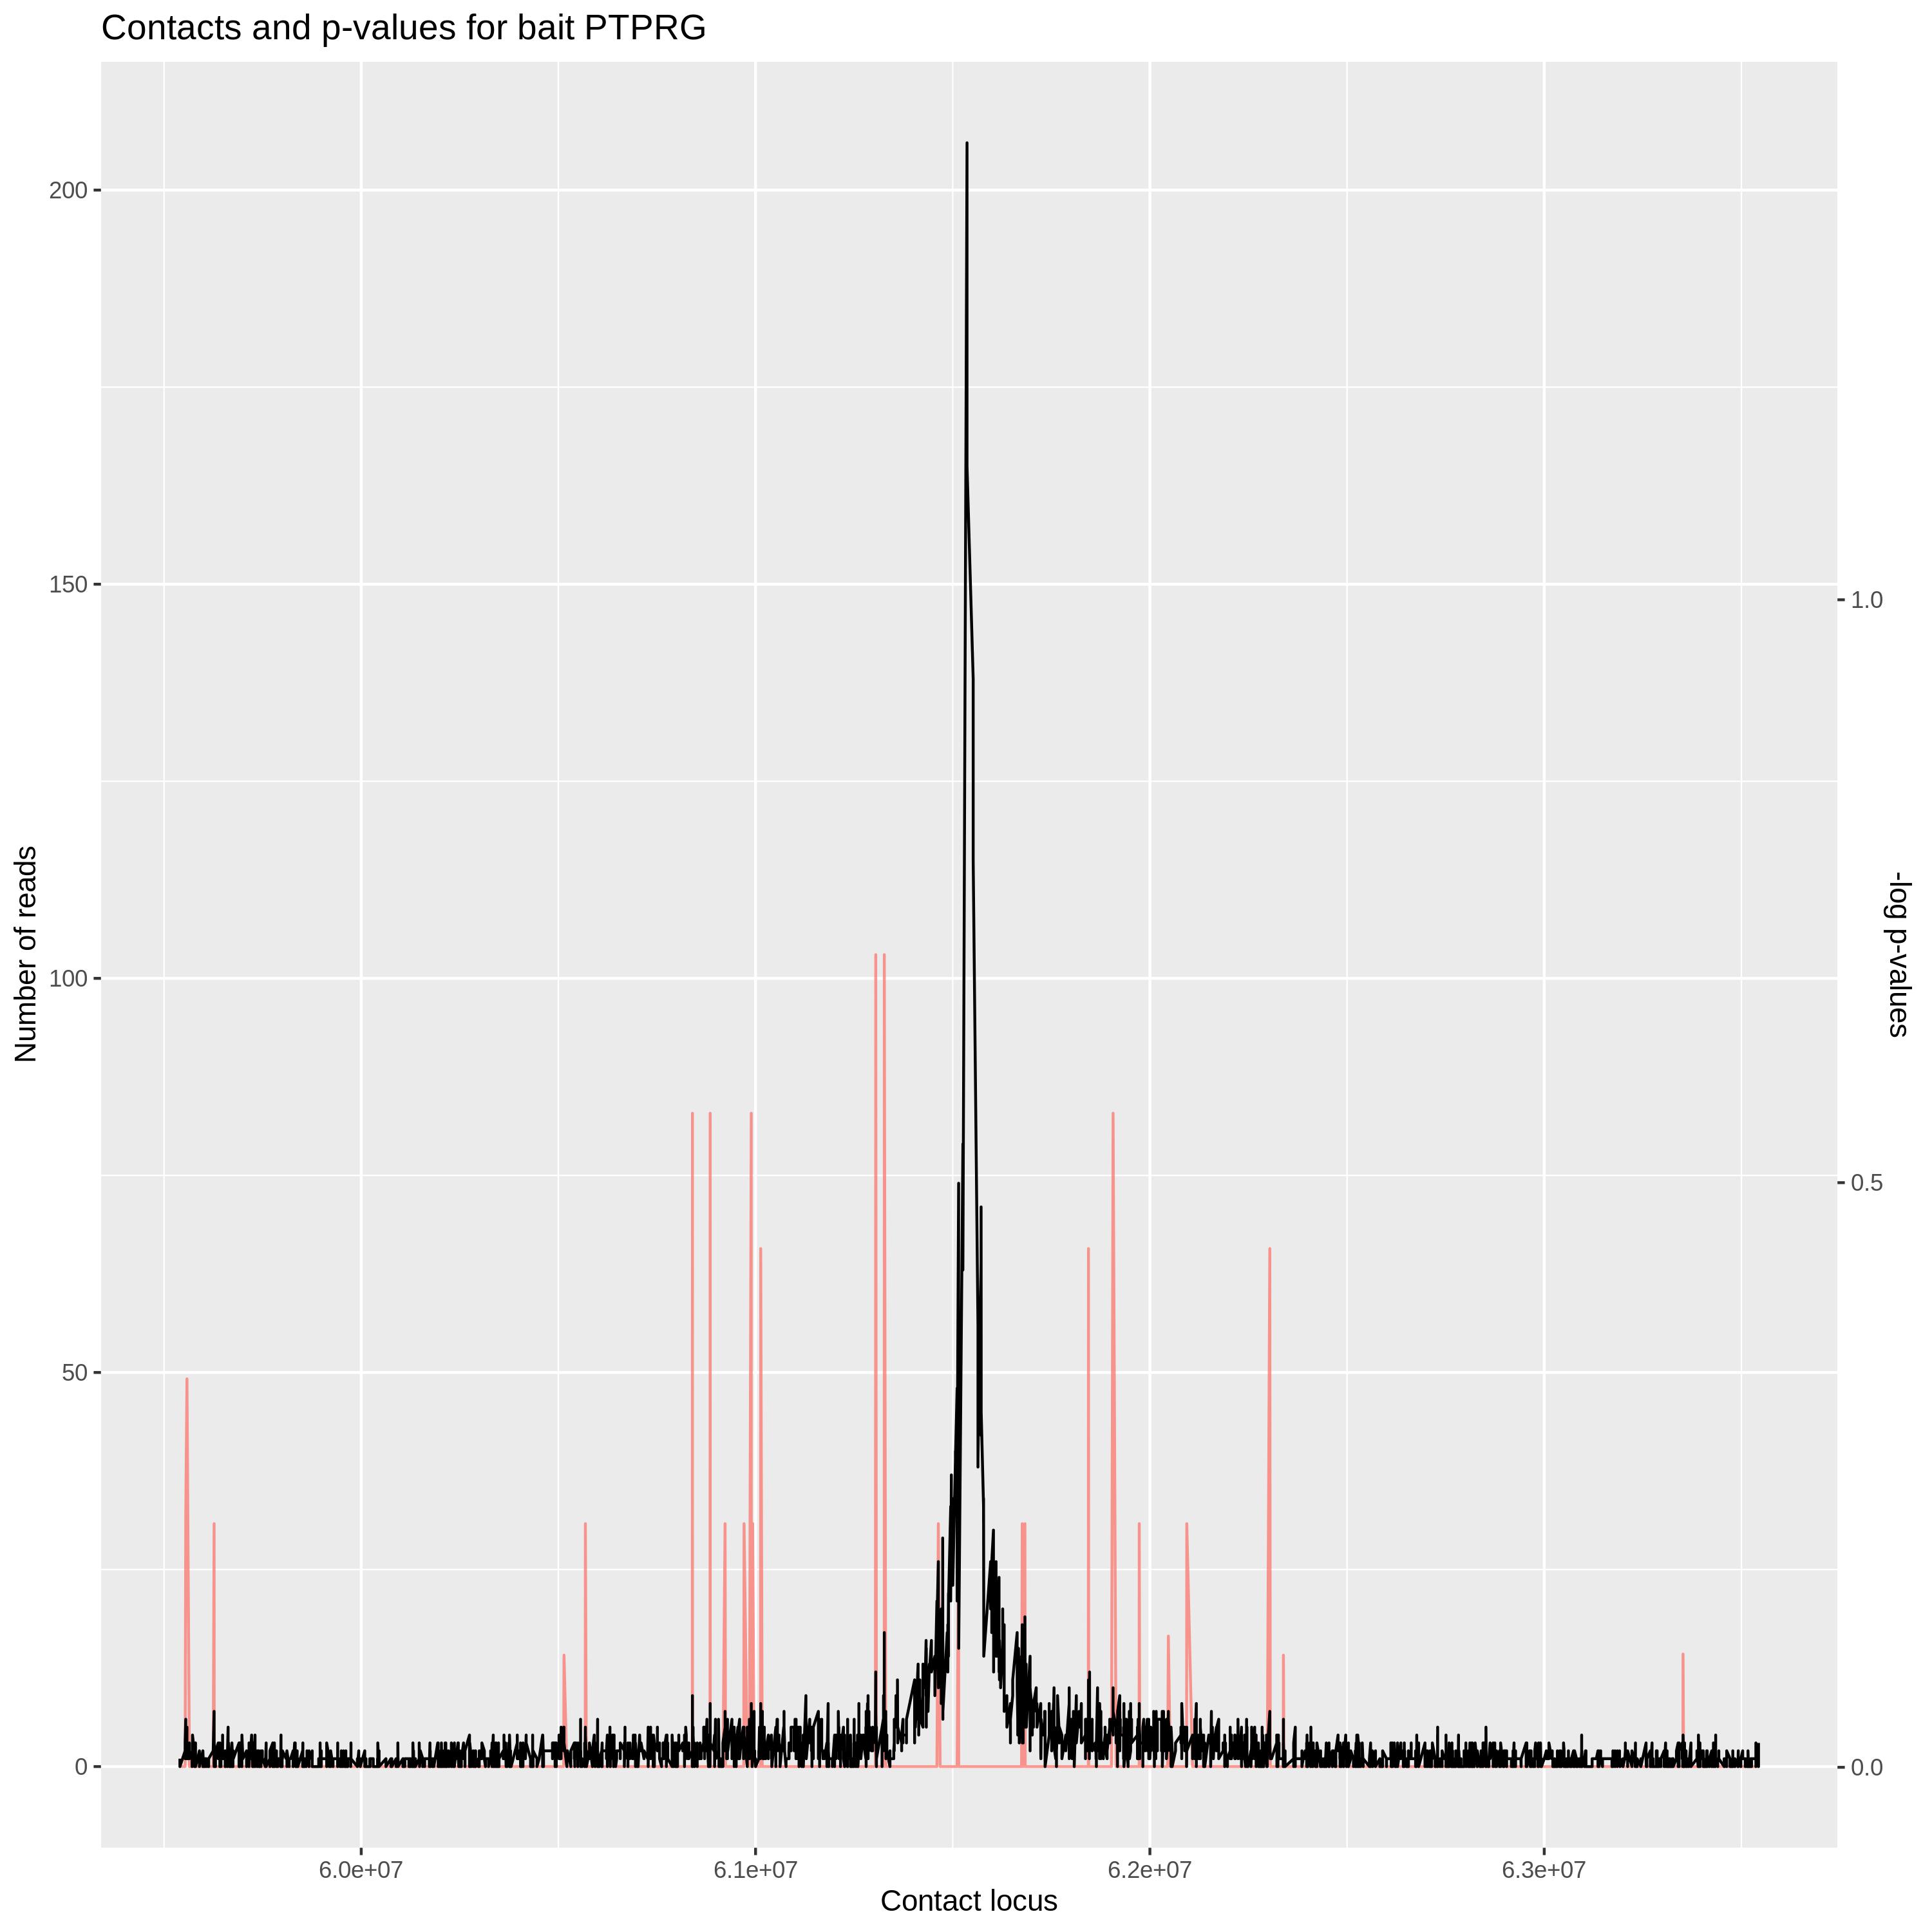 Contacts and p-values for bait PTPRG
200
150
100
50
0
Number of reads
1.0
0.5
0.0
-log p-values
6.0e+07
6.1e+07
6.2e+07
6.3e+07
Contact locus